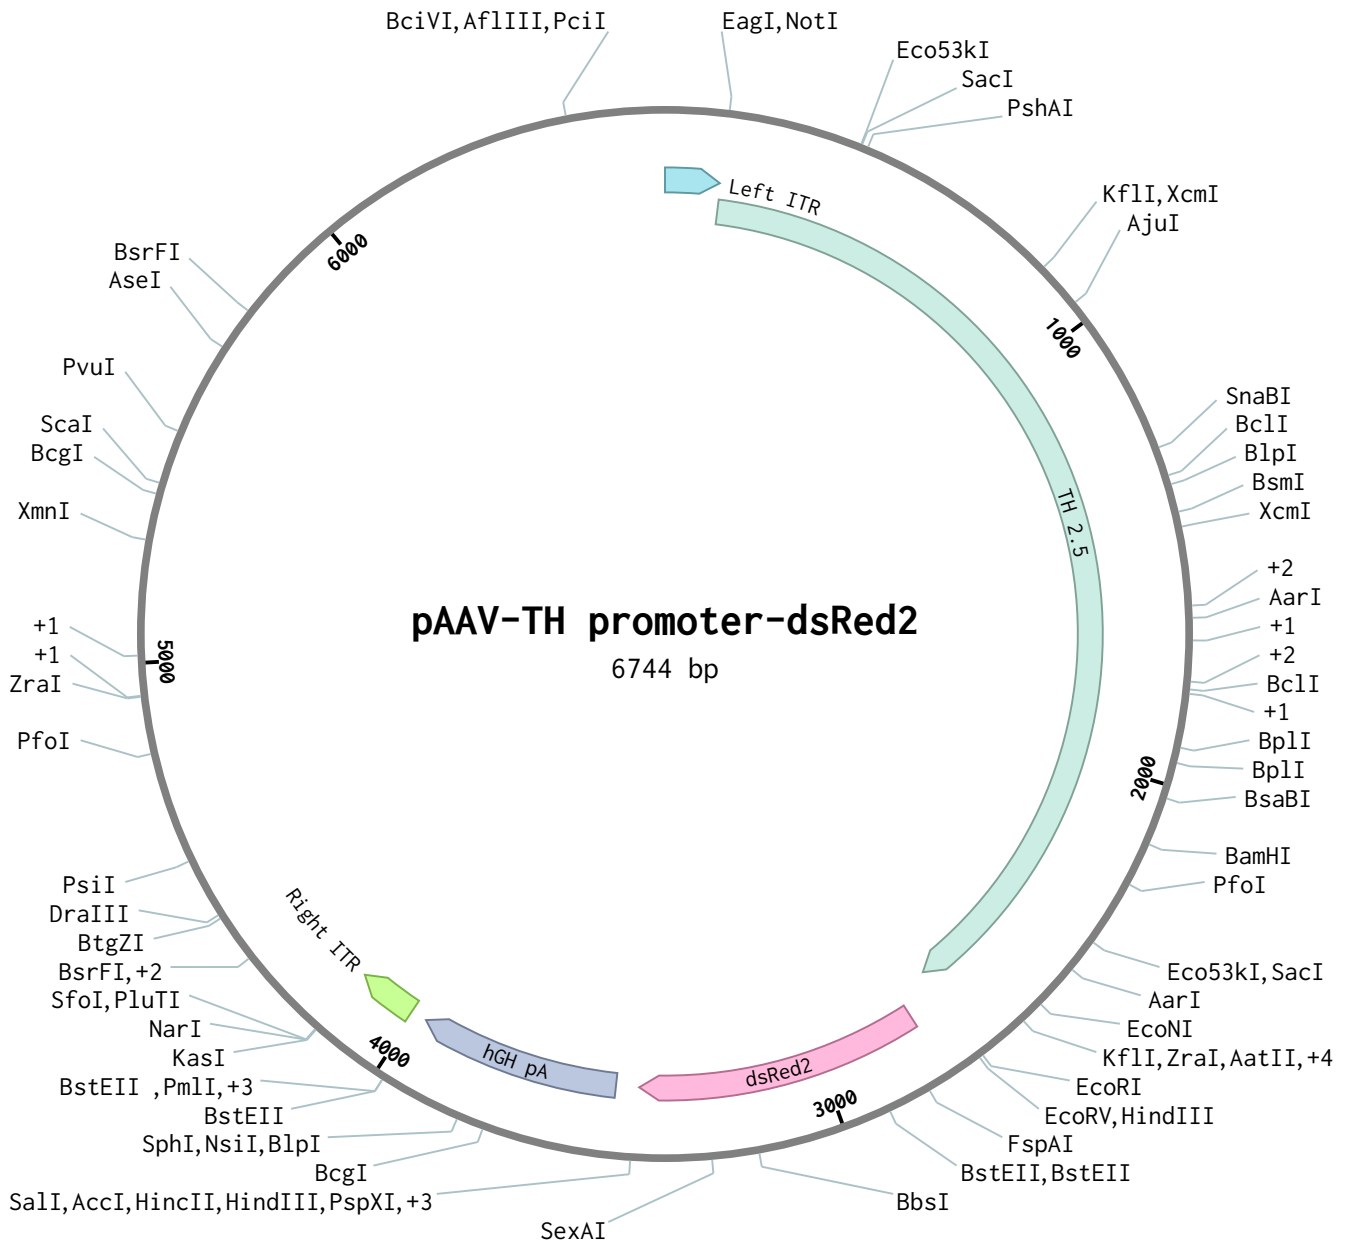 BciVI,AflIII,PciI
EagI,NotI
Eco53kI
SacI
PshAI
KflI,XcmI
AjuI
1000
SnaBI
BclI
BlpI
BsmI
XcmI
+2
AarI
+1
+2
BclI
+1
BplI
BplI
BsaBI
2000
BamHI
PfoI
Eco53kI,SacI
AarI
EcoNI
KflI,ZraI,AatII,+4
EcoRI
EcoRV,HindIII
FspAI
BstEII,BstEII
3000
BbsI
SexAI
SalI,AccI,HincII,HindIII,PspXI,+3
BcgI
SphI,NsiI,BlpI
BstEII
BstEII ,PmlI,+3
4000
KasI
NarI
SfoI,PluTI
BsrFI,+2
BtgZI
DraIII
PsiI
PfoI
ZraI
+1
+1
5000
XmnI
BcgI
ScaI
PvuI
AseI
BsrFI
6000
Left ITR
TH 2.5
dsRed2
hGH pA
Right ITR
pAAV-TH promoter-dsRed2
6744 bp